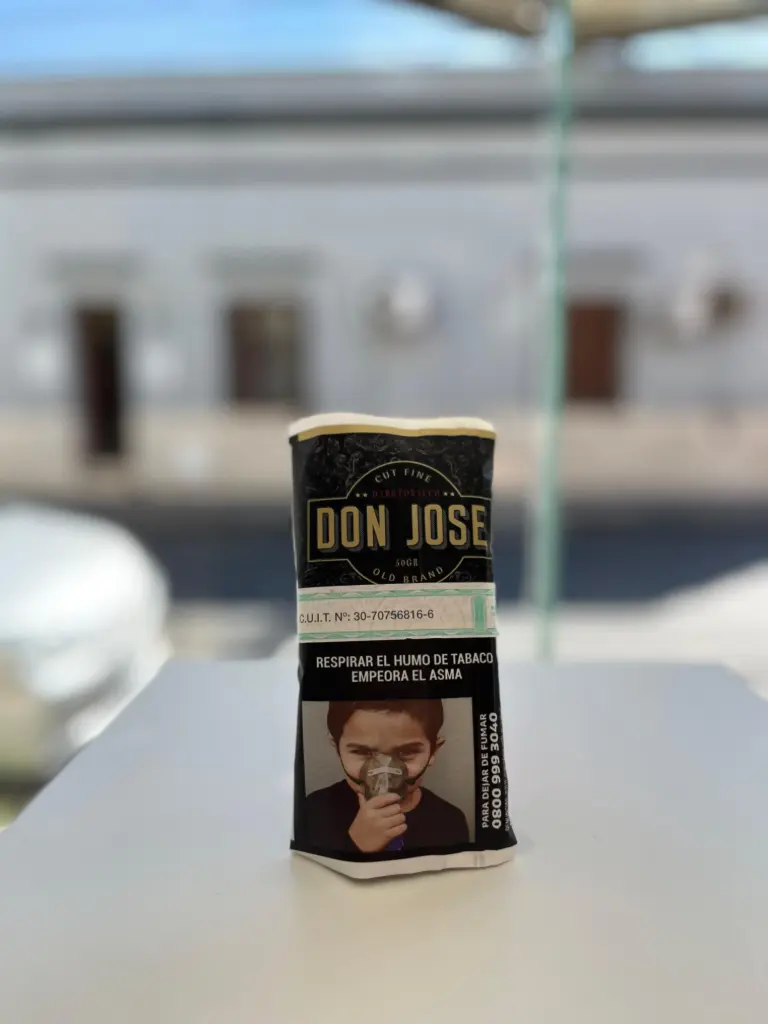 CUT FINE
DON JOSE
50GR
OLD BRAND
C.U.I.T. Nº: 30-70756816-6
RESPIRAR EL HUMO DE TABACO
EMPEORA EL ASMA
PARA DEJAR DE FUMAR
0800 999 3040